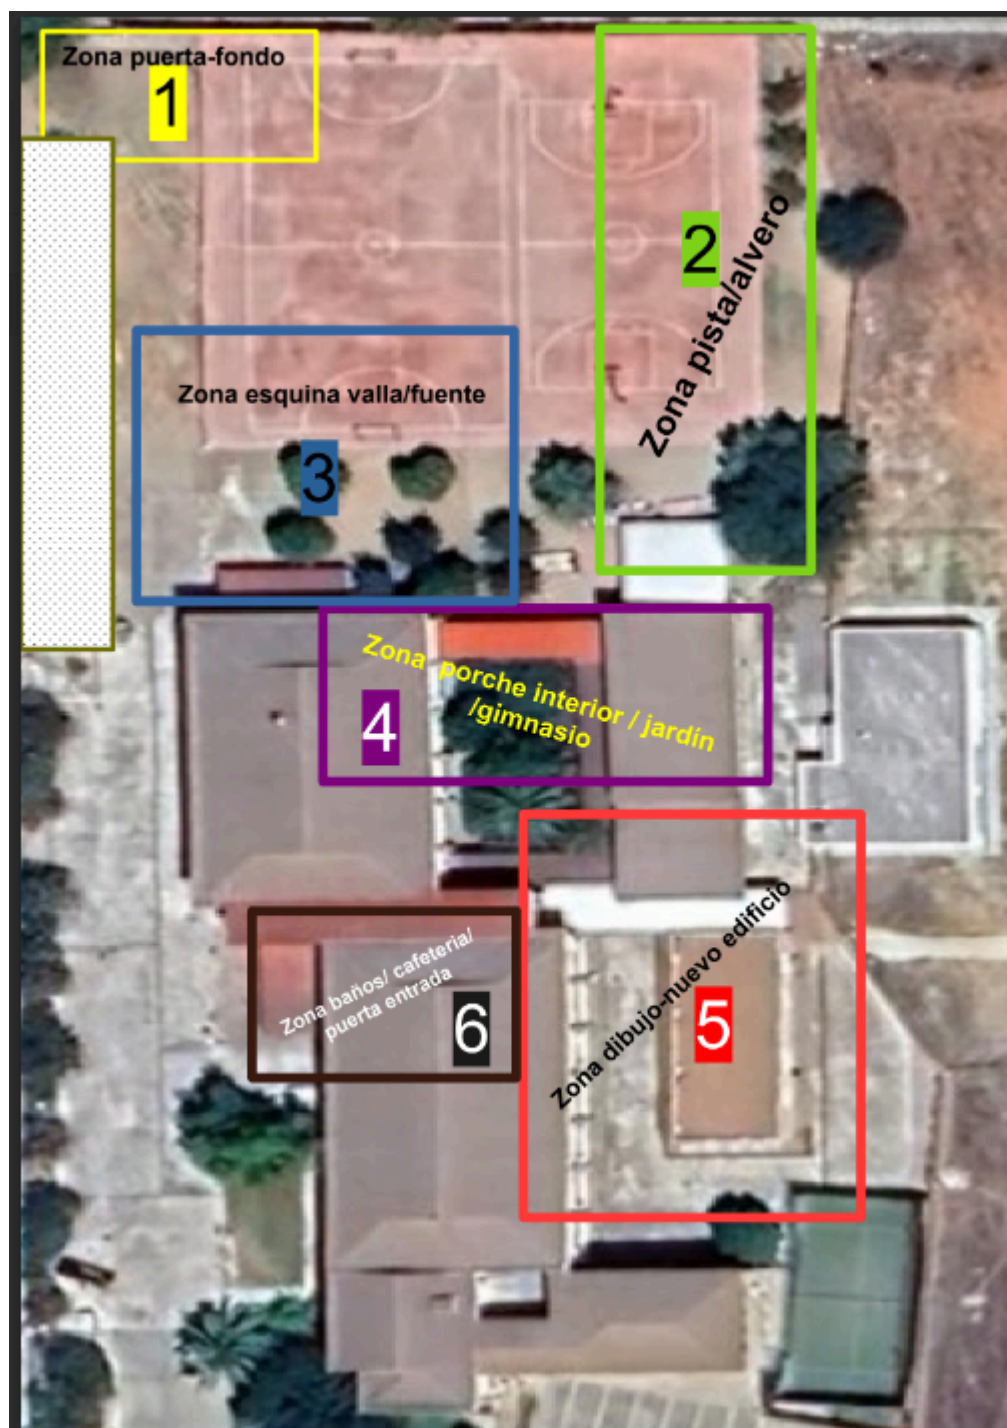 Zona puerta-fondo
1
2
Zona pista/alvero
Zona esquina valla/fuente
3
Zona porche interior / jardín
/gimnasio
4
Zona dibujo-nuevo edificio
5
Zona baños/ cafeteria/
puerta entrada
6